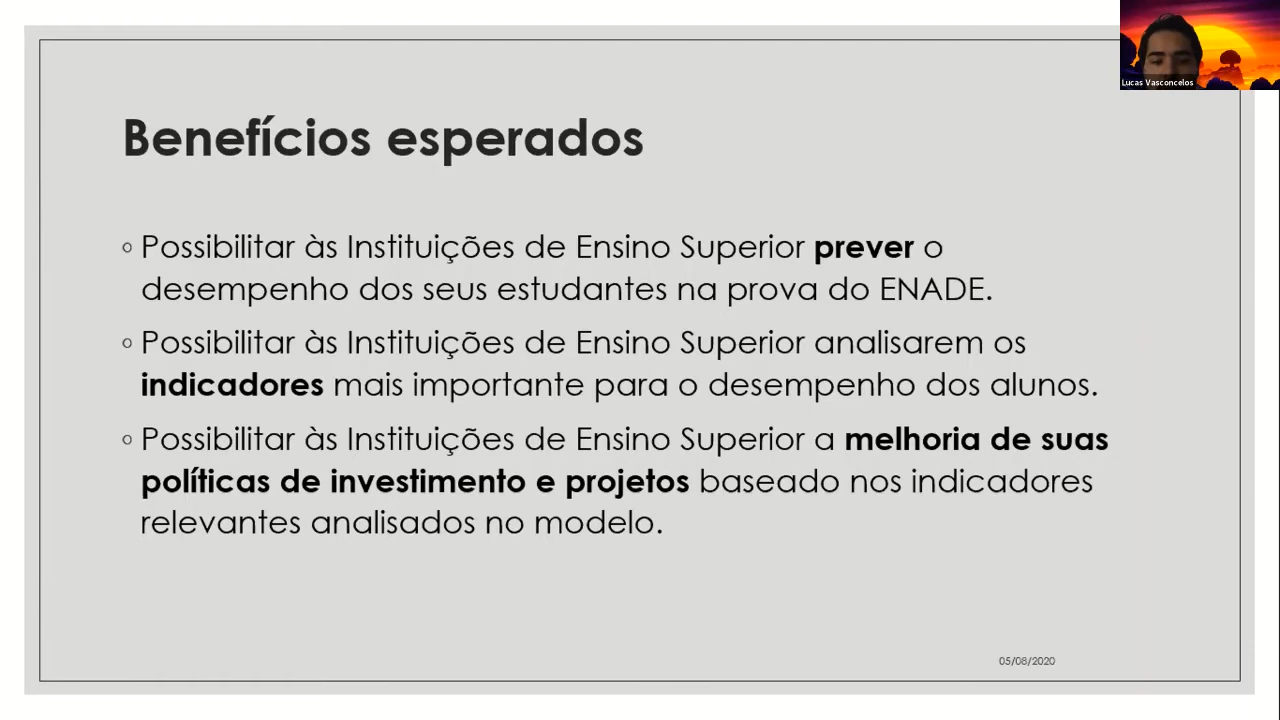 Lucas Vasconcelos
Benefícios esperados
◦ Possibilitar às Instituições de Ensino Superior prever o
desempenho dos seus estudantes na prova do ENADE.
◦ Possibilitar às Instituições de Ensino Superior analisarem os
indicadores mais importante para o desempenho dos alunos.
◦ Possibilitar às Instituições de Ensino Superior a melhoria de suas
políticas de investimento e projetos baseado nos indicadores
relevantes analisados no modelo.
05/08/2020